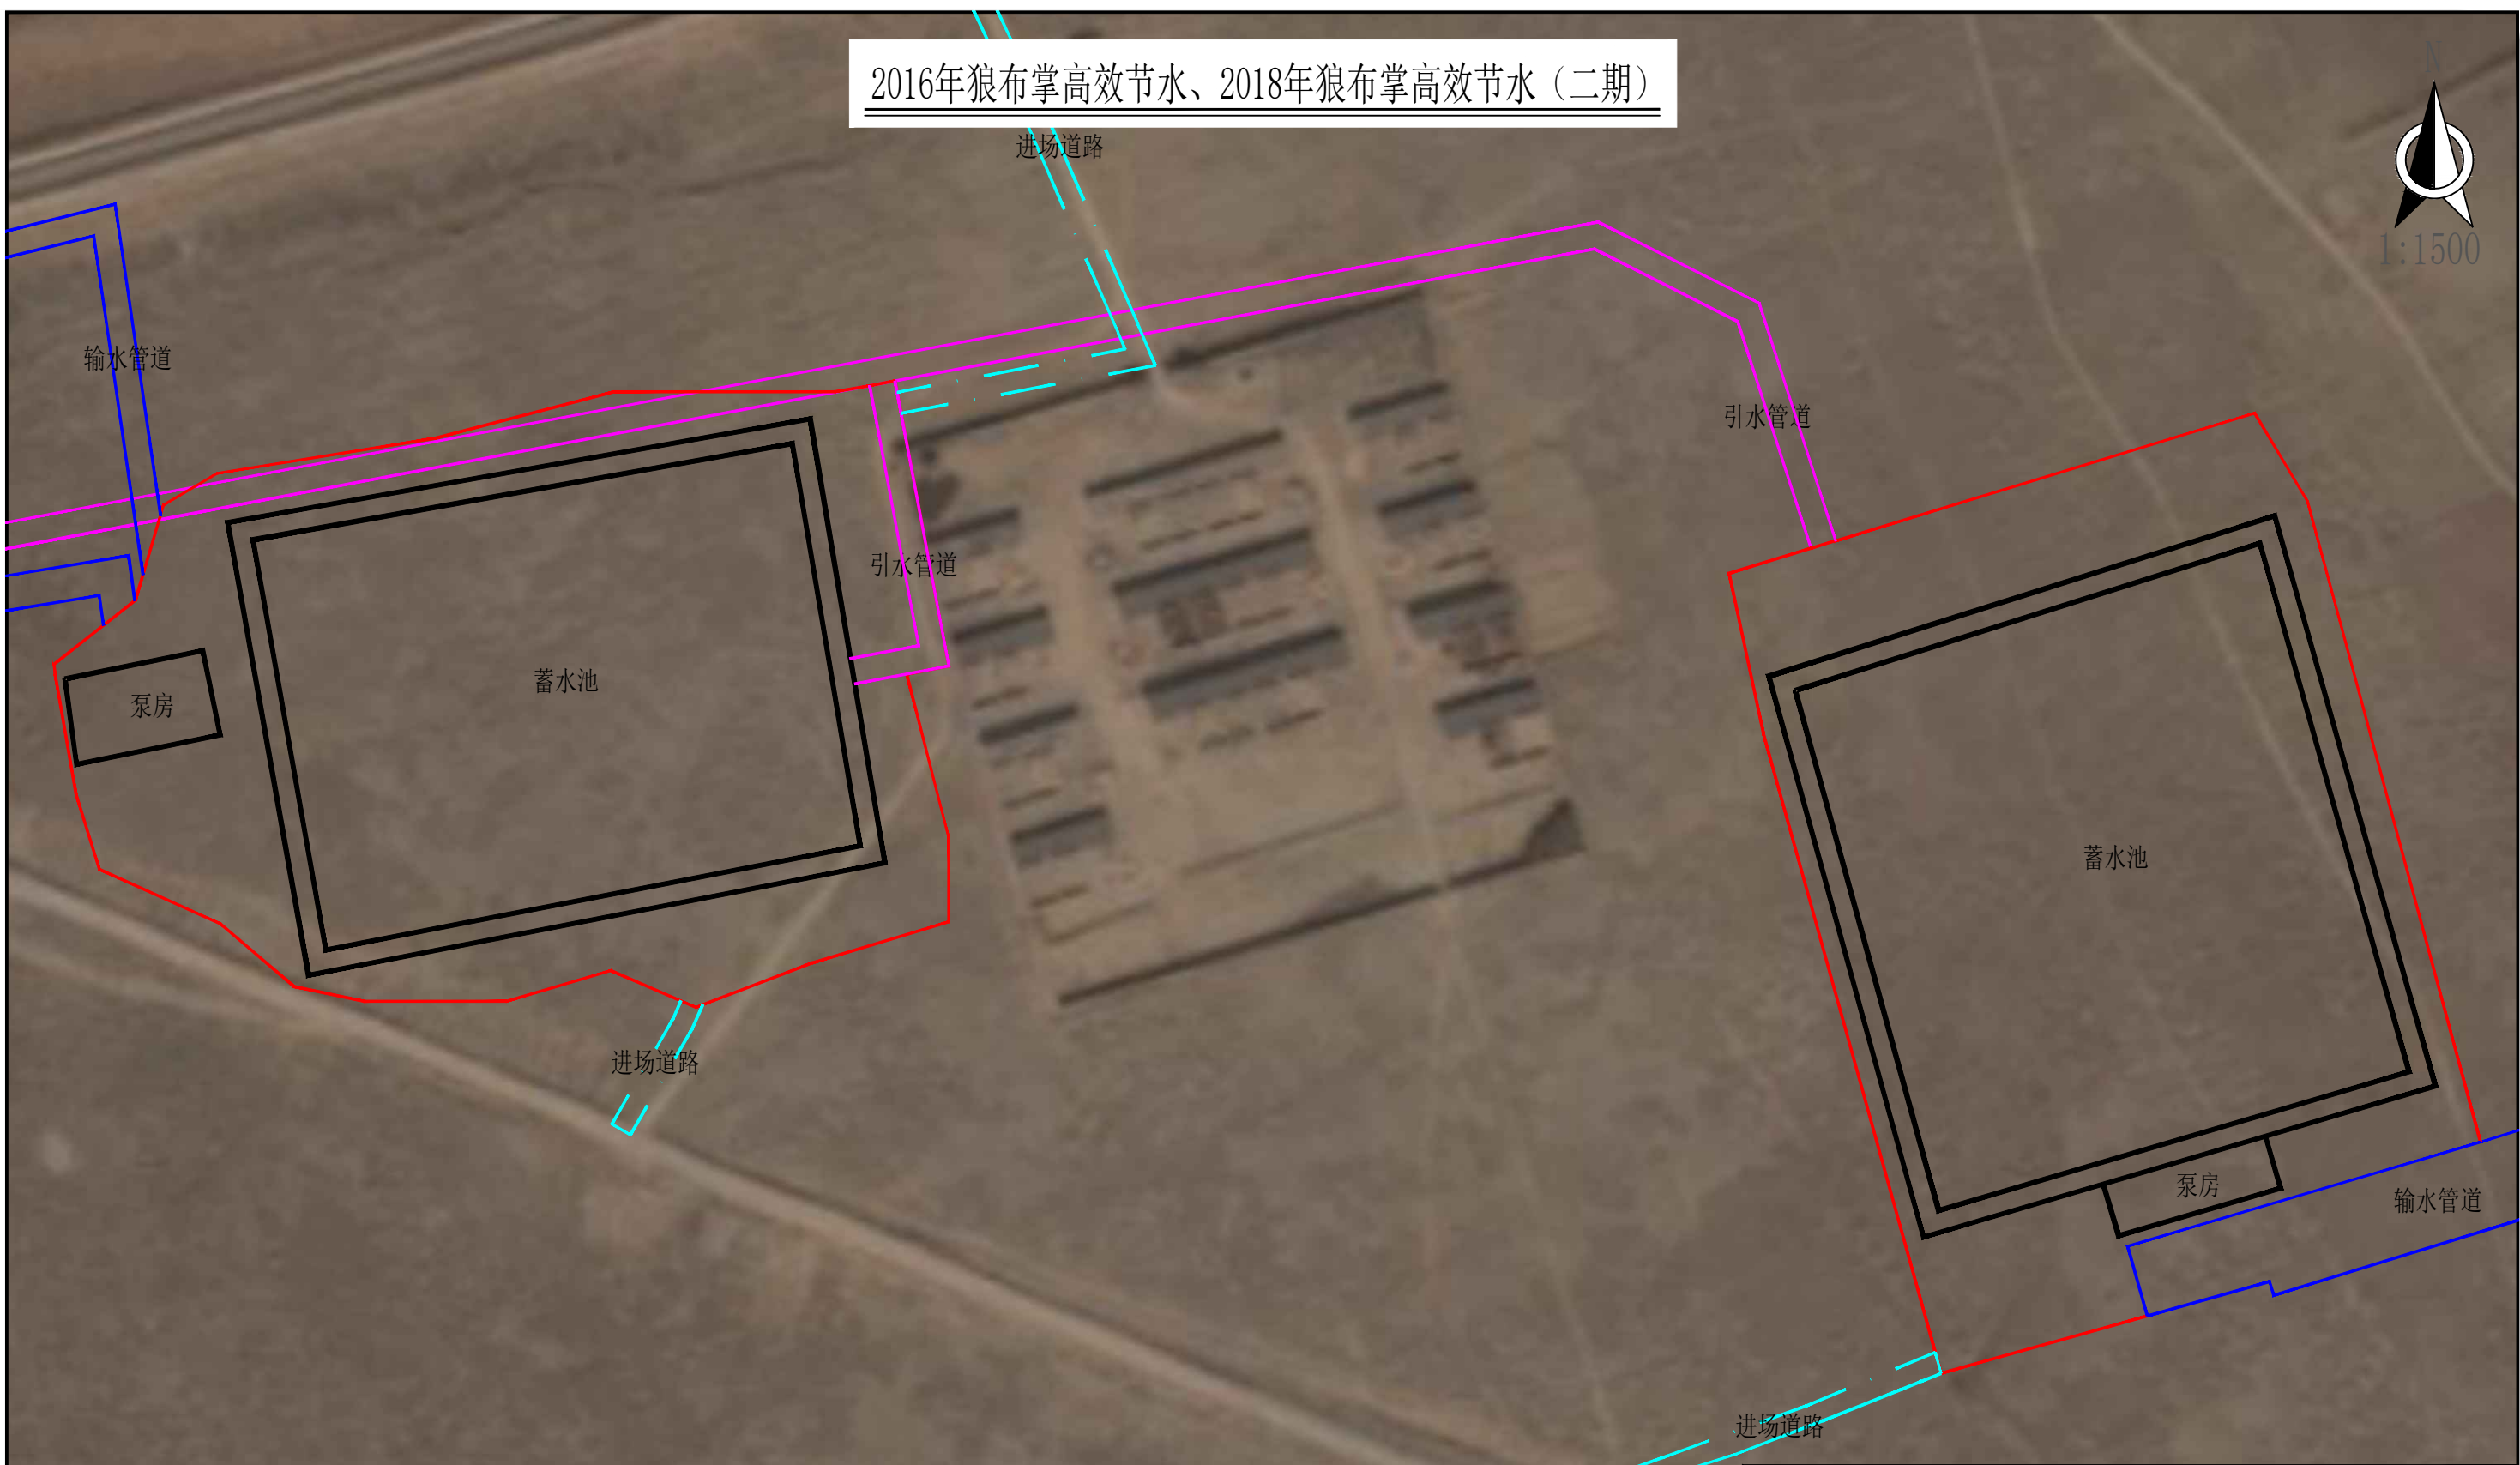 2016年狼布掌高效节水、2018年狼布掌高效节水（二期）
N
进场道路
1:1500
输水管道
引水管道
引水管道
蓄水池
泵房
蓄水池
进场道路
泵房
输水管道
进场道路